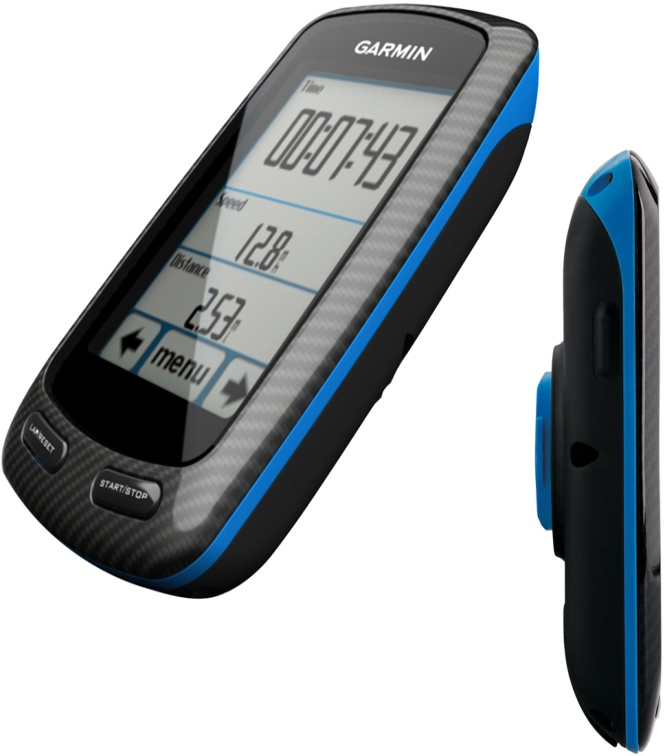 GARMIN
Time
00:07:43
Speed
12.8
Distance
2.53
menu
LAP/RESET
START/STOP